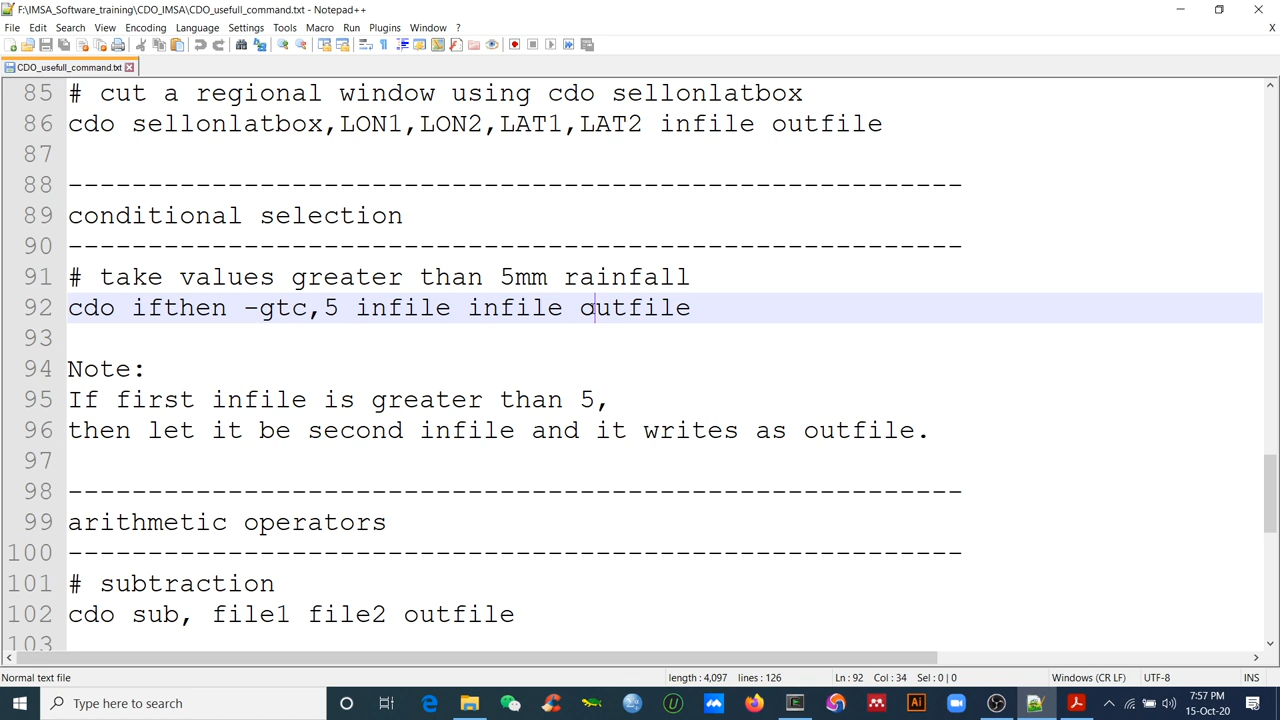 F:\IMSA_Software_training\CDO_IMSA\CDO_usefull_command.txt - Notepad++
File Edit Search View Encoding Language Settings Tools Macro Run Plugins Window ? X
CDO_usefull_command.txt
85 # cut a regional window using cdo sellonlatbox
86 cdo sellonlatbox,LON1,LON2,LAT1,LAT2 infile outfile
87
88 --------------------------------------------------------
89 conditional selection
90 --------------------------------------------------------
91 # take values greater than 5mm rainfall
92 cdo ifthen -gtc,5 infile infile outfile
93
94 Note:
95 If first infile is greater than 5,
96 then let it be second infile and it writes as outfile.
97
98 --------------------------------------------------------
99 arithmetic operators
100 --------------------------------------------------------
101 # subtraction
102 cdo sub, file1 file2 outfile
103
Normal text file length : 4,097 lines : 126 Ln : 92 Col : 34 Sel : 0 | 0 Windows (CR LF) UTF-8 INS
Type here to search
7:57 PM
15-Oct-20